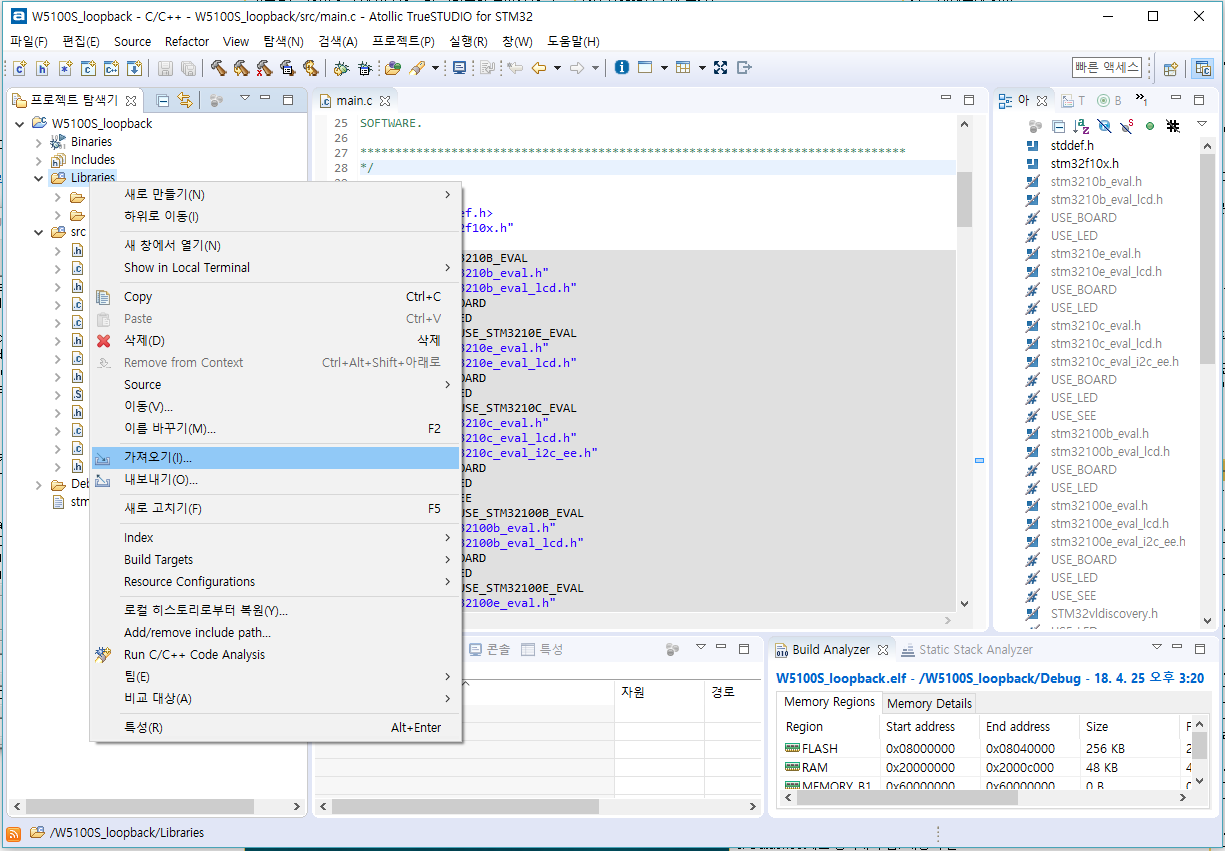 W5100S_loopback - C/C++ - W5100S_loopback/src/main.c - Atollic TrueSTUDIO for STM32
파일(F) 편집(E) Source Refactor View 탐색(N) 검색(A) 프로젝트(P) 실행(R) 창(W) 도움말(H)
빠른 액세스
프로젝트 탐색기
W5100S_loopback
Binaries
Includes
Libraries
src
stm
새로 만들기(N)
하위로 이동(I)
새 창에서 열기(N)
Show in Local Terminal
Copy Ctrl+C
Paste Ctrl+V
삭제(D) 삭제
Remove from Context Ctrl+Alt+Shift+아래로
Source
이동(V)...
이름 바꾸기(M)... F2
가져오기(I)...
내보내기(O)...
새로 고치기(F) F5
Index
Build Targets
Resource Configurations
로컬 히스토리로부터 복원(Y)...
Add/remove include path...
Run C/C++ Code Analysis
팀(E)
비교 대상(A)
특성(R) Alt+Enter
main.c
25 SOFTWARE.
26
27 ******************************************************************************
28 */
ef.h>
2f10x.h"
3210B_EVAL
3210b_eval.h"
3210b_eval_lcd.h"
OARD
ED
USE_STM3210E_EVAL
3210e_eval.h"
3210e_eval_lcd.h"
OARD
ED
USE_STM3210C_EVAL
3210c_eval.h"
3210c_eval_lcd.h"
3210c_eval_i2c_ee.h"
OARD
ED
EE
USE_STM32100B_EVAL
32100b_eval.h"
32100b_eval_lcd.h"
OARD
ED
USE_STM32100E_EVAL
32100e_eval.h"
아 T B 1
stddef.h
stm32f10x.h
stm3210b_eval.h
stm3210b_eval_lcd.h
USE_BOARD
USE_LED
stm3210e_eval.h
stm3210e_eval_lcd.h
USE_BOARD
USE_LED
stm3210c_eval.h
stm3210c_eval_lcd.h
stm3210c_eval_i2c_ee.h
USE_BOARD
USE_LED
USE_SEE
stm32100b_eval.h
stm32100b_eval_lcd.h
USE_BOARD
USE_LED
stm32100e_eval.h
stm32100e_eval_lcd.h
stm32100e_eval_i2c_ee.h
USE_BOARD
USE_LED
USE_SEE
STM32vldiscovery.h
콘솔 특성
자원 경로
Build Analyzer Static Stack Analyzer
W5100S_loopback.elf - /W5100S_loopback/Debug - 18. 4. 25 오후 3:20
Memory Regions Memory Details
Region Start address End address Size F
FLASH 0x08000000 0x08040000 256 KB 2
RAM 0x20000000 0x2000c000 48 KB 4
MEMORY_B1 0x60000000 0x60000000 0 B
/W5100S_loopback/Libraries